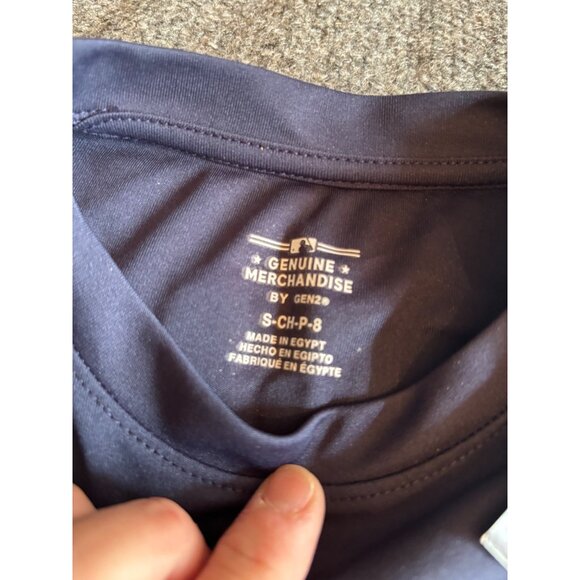 GENUINE
MERCHANDISE
BY GEN2®
S-CH-P-8
MADE IN EGYPT
HECHO EN EGIPTO
FABRIQUÉ EN ÉGYPTE